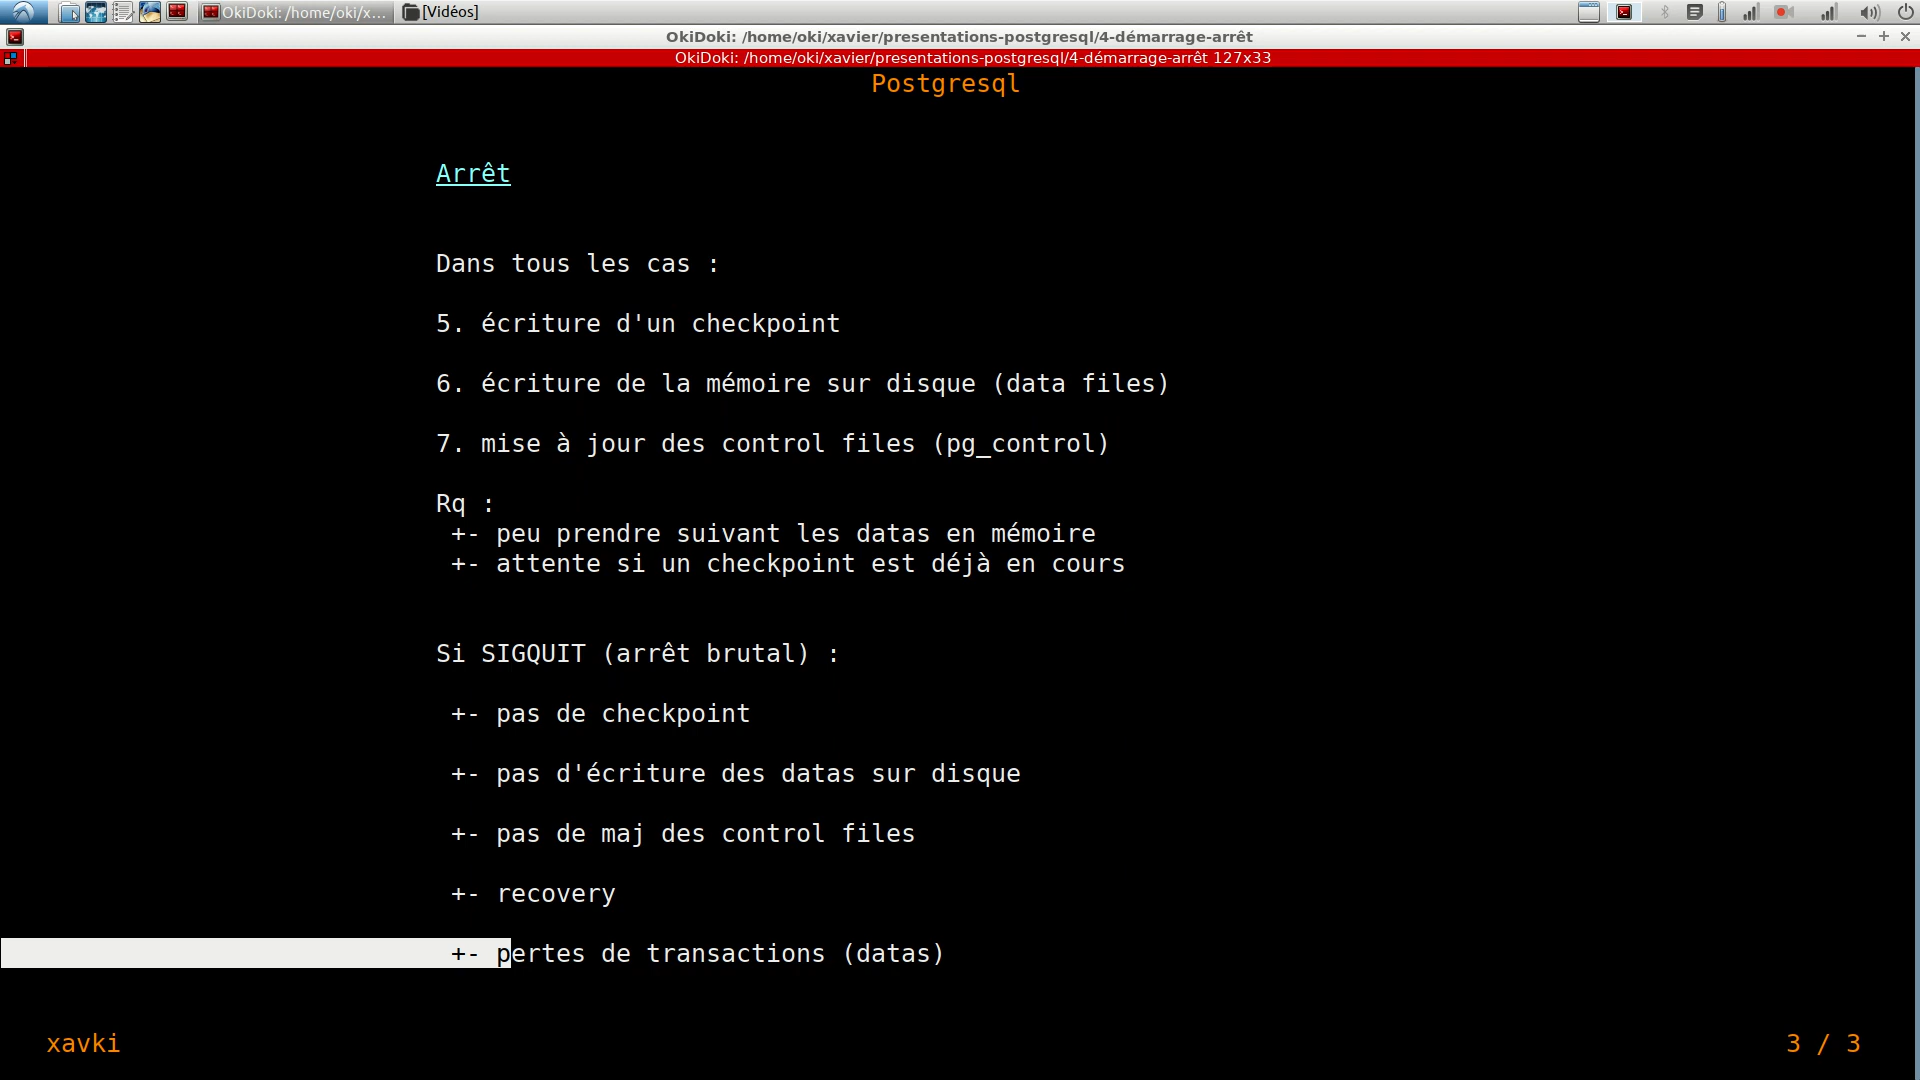 OkiDoki: /home/oki/x...
[Vidéos]
OkiDoki: /home/oki/xavier/presentations-postgresql/4-démarrage-arrêt
OkiDoki: /home/oki/xavier/presentations-postgresql/4-démarrage-arrêt 127x33
Postgresql
Arrêt
Dans tous les cas :
5. écriture d'un checkpoint
6. écriture de la mémoire sur disque (data files)
7. mise à jour des control files (pg_control)
Rq :
+- peu prendre suivant les datas en mémoire
+- attente si un checkpoint est déjà en cours
Si SIGQUIT (arrêt brutal) :
+- pas de checkpoint
+- pas d'écriture des datas sur disque
+- pas de maj des control files
+- recovery
+- pertes de transactions (datas)
xavki
3 / 3